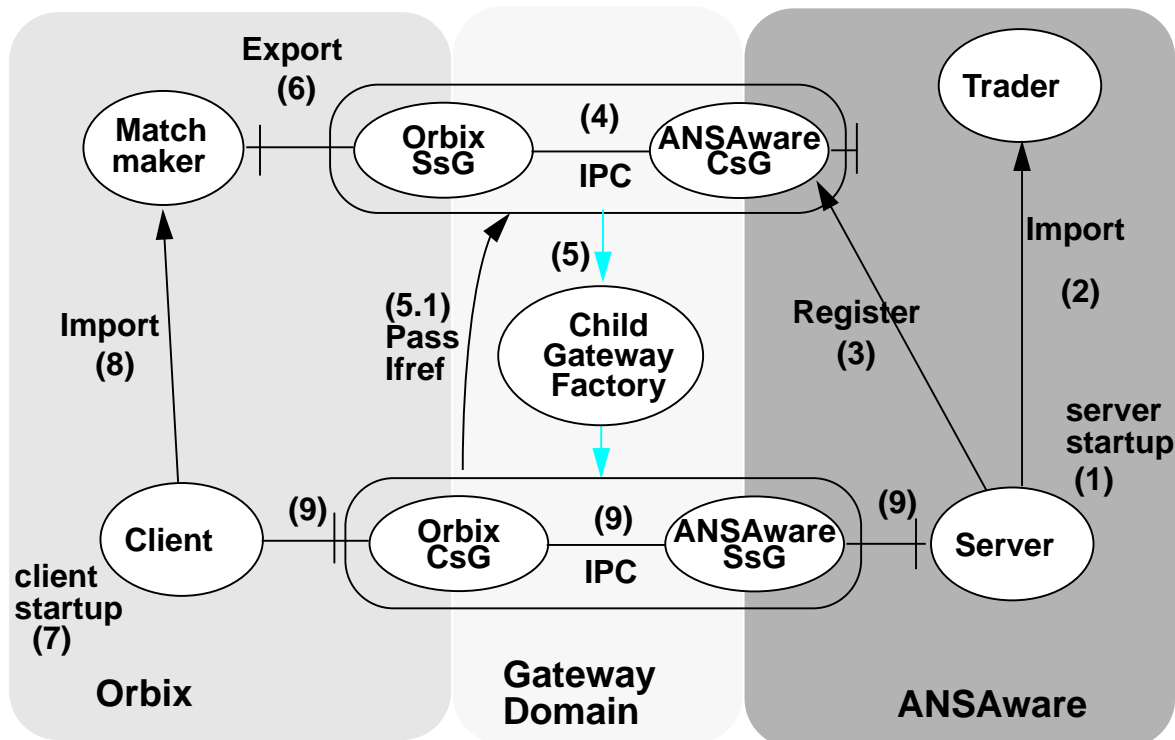 Export
(6)
Match
maker
Orbix
SsG
(4)
IPC
ANSAware
CsG
Trader
Import
(2)
(5)
(5.1)
Pass
Ifref
Child
Gateway
Factory
Register
(3)
Import
(8)
server
startup
(1)
Client
(9)
Orbix
CsG
(9)
IPC
ANSAware
SsG
(9)
Server
client
startup
(7)
Orbix
Gateway
Domain
ANSAware